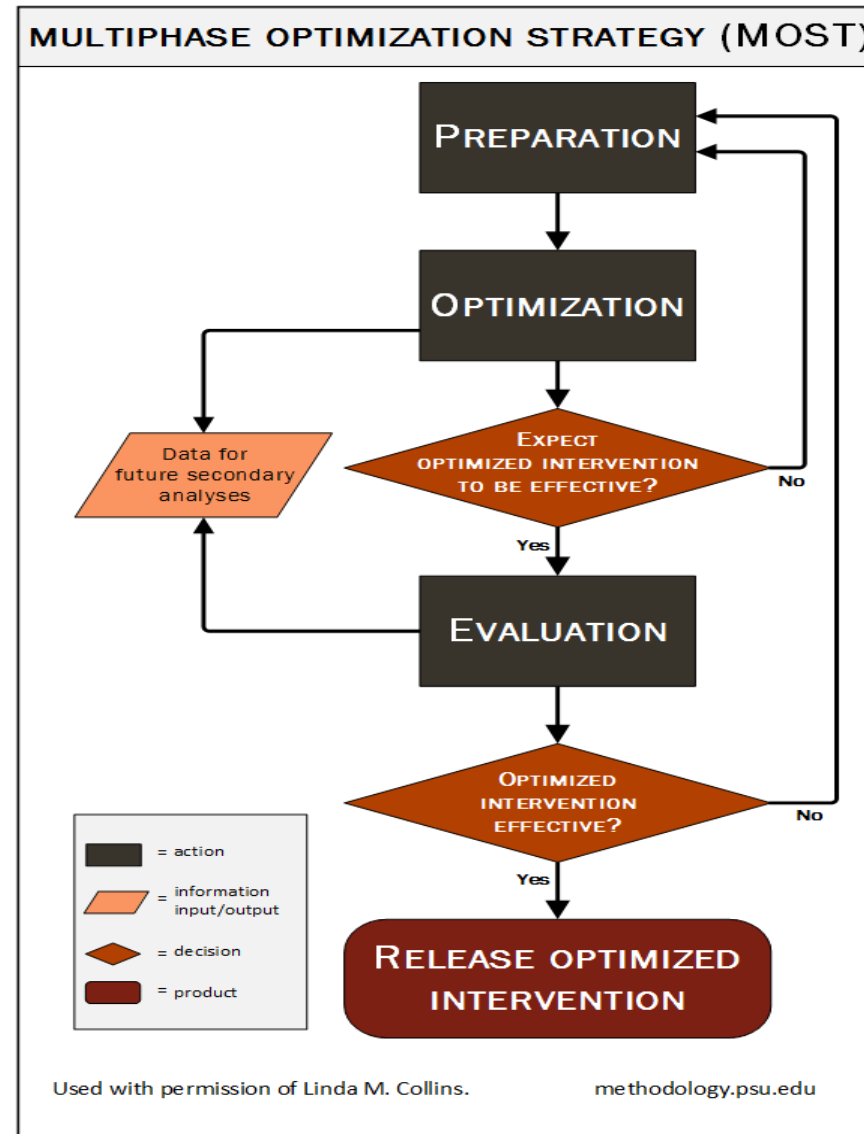 MULTIPHASE OPTIMIZATION STRATEGY (MOST)
PREPARATION
OPTIMIZATION
Data for
future secondary
analyses
EXPECT
OPTIMIZED INTERVENTION
TO BE EFFECTIVE?
No
Yes
EVALUATION
OPTIMIZED
INTERVENTION
EFFECTIVE?
No
Yes
= action
= information
input/output
= decision
= product
RELEASE OPTIMIZED
INTERVENTION
Used with permission of Linda M. Collins.
methodology.psu.edu